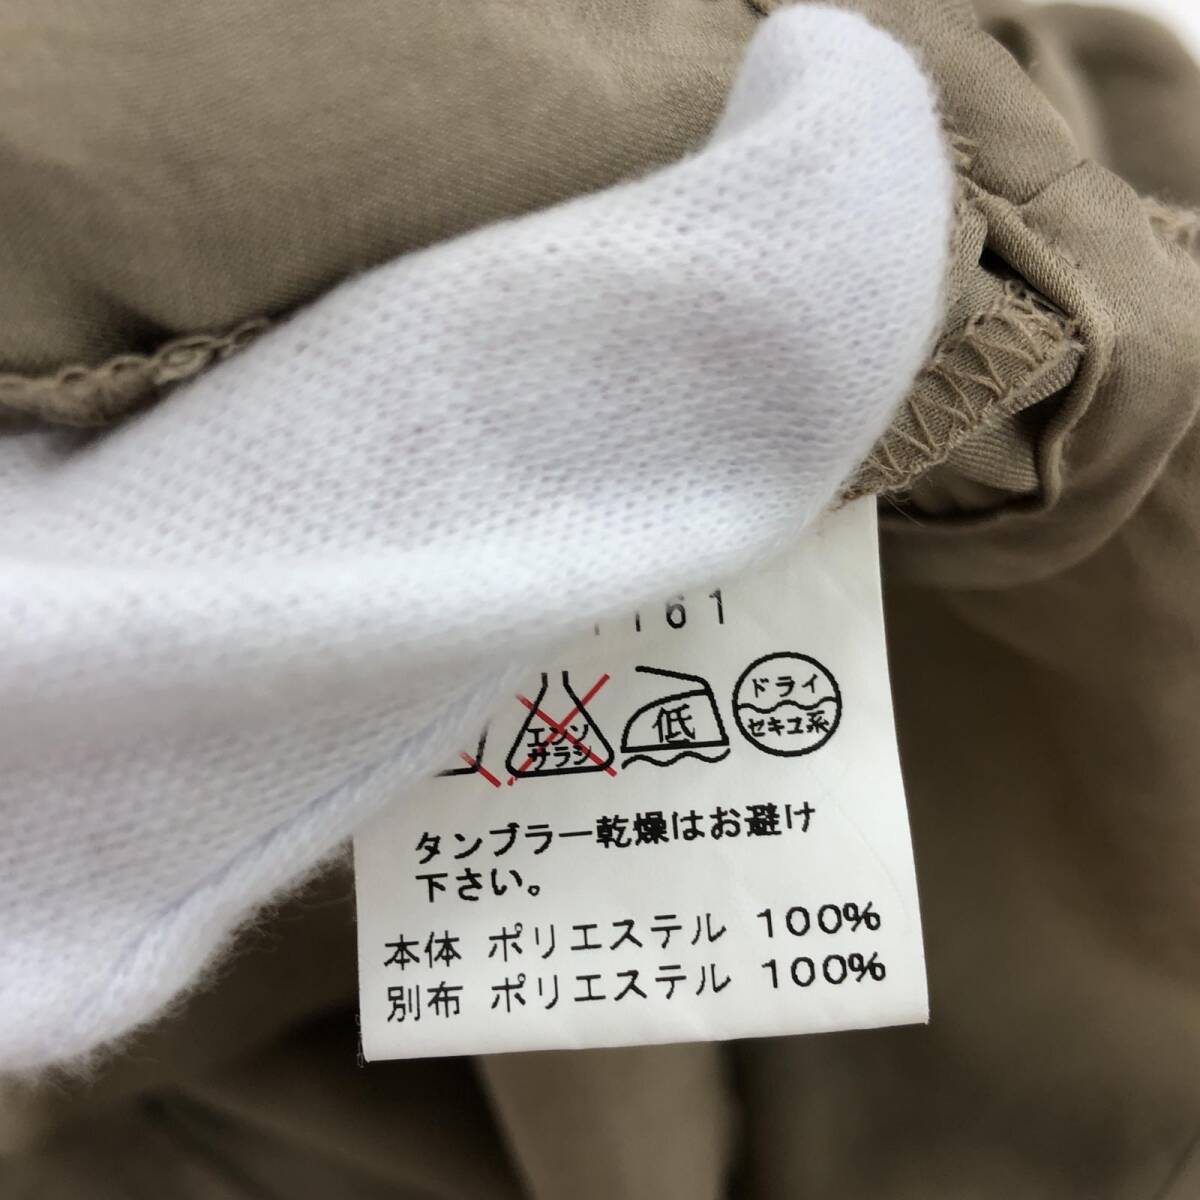 161
エンソ
サラシ
低
ドライ
セキユ系
タンブラー乾燥はお避け
下さい。
本体 ポリエステル 100%
別布 ポリエステル 100%